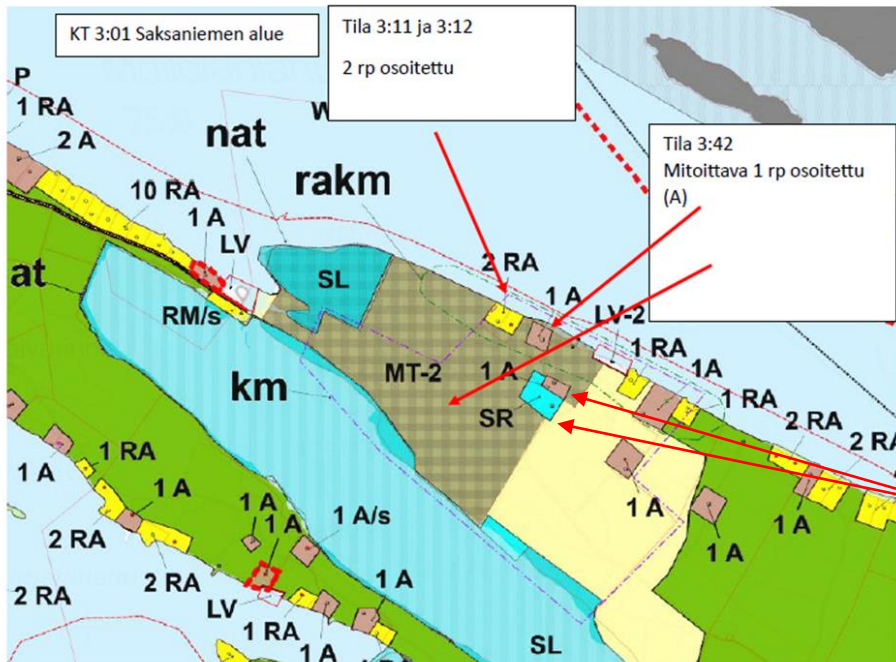 KT 3:01 Saksaniemen alue
Tila 3:11 ja 3:12
2 rp osoitettu
Tila 3:42
Mitoittava 1 rp osoitettu
(A)
P
W
1 RA
2 A
nat
rakm
10 RA
1 A
LV
at
SL
2 RA
1 A
LV-2
RM/s
1 RA
1A
km
MT-2
1 A
SR
1 RA
2 RA
2 RA
1 A
1 RA
1 A
1 A
1 A
1 A
1 A
1 A/s
1 A
2 RA
2 RA
2 RA
LV
1 A
1 RA
1 A
SL